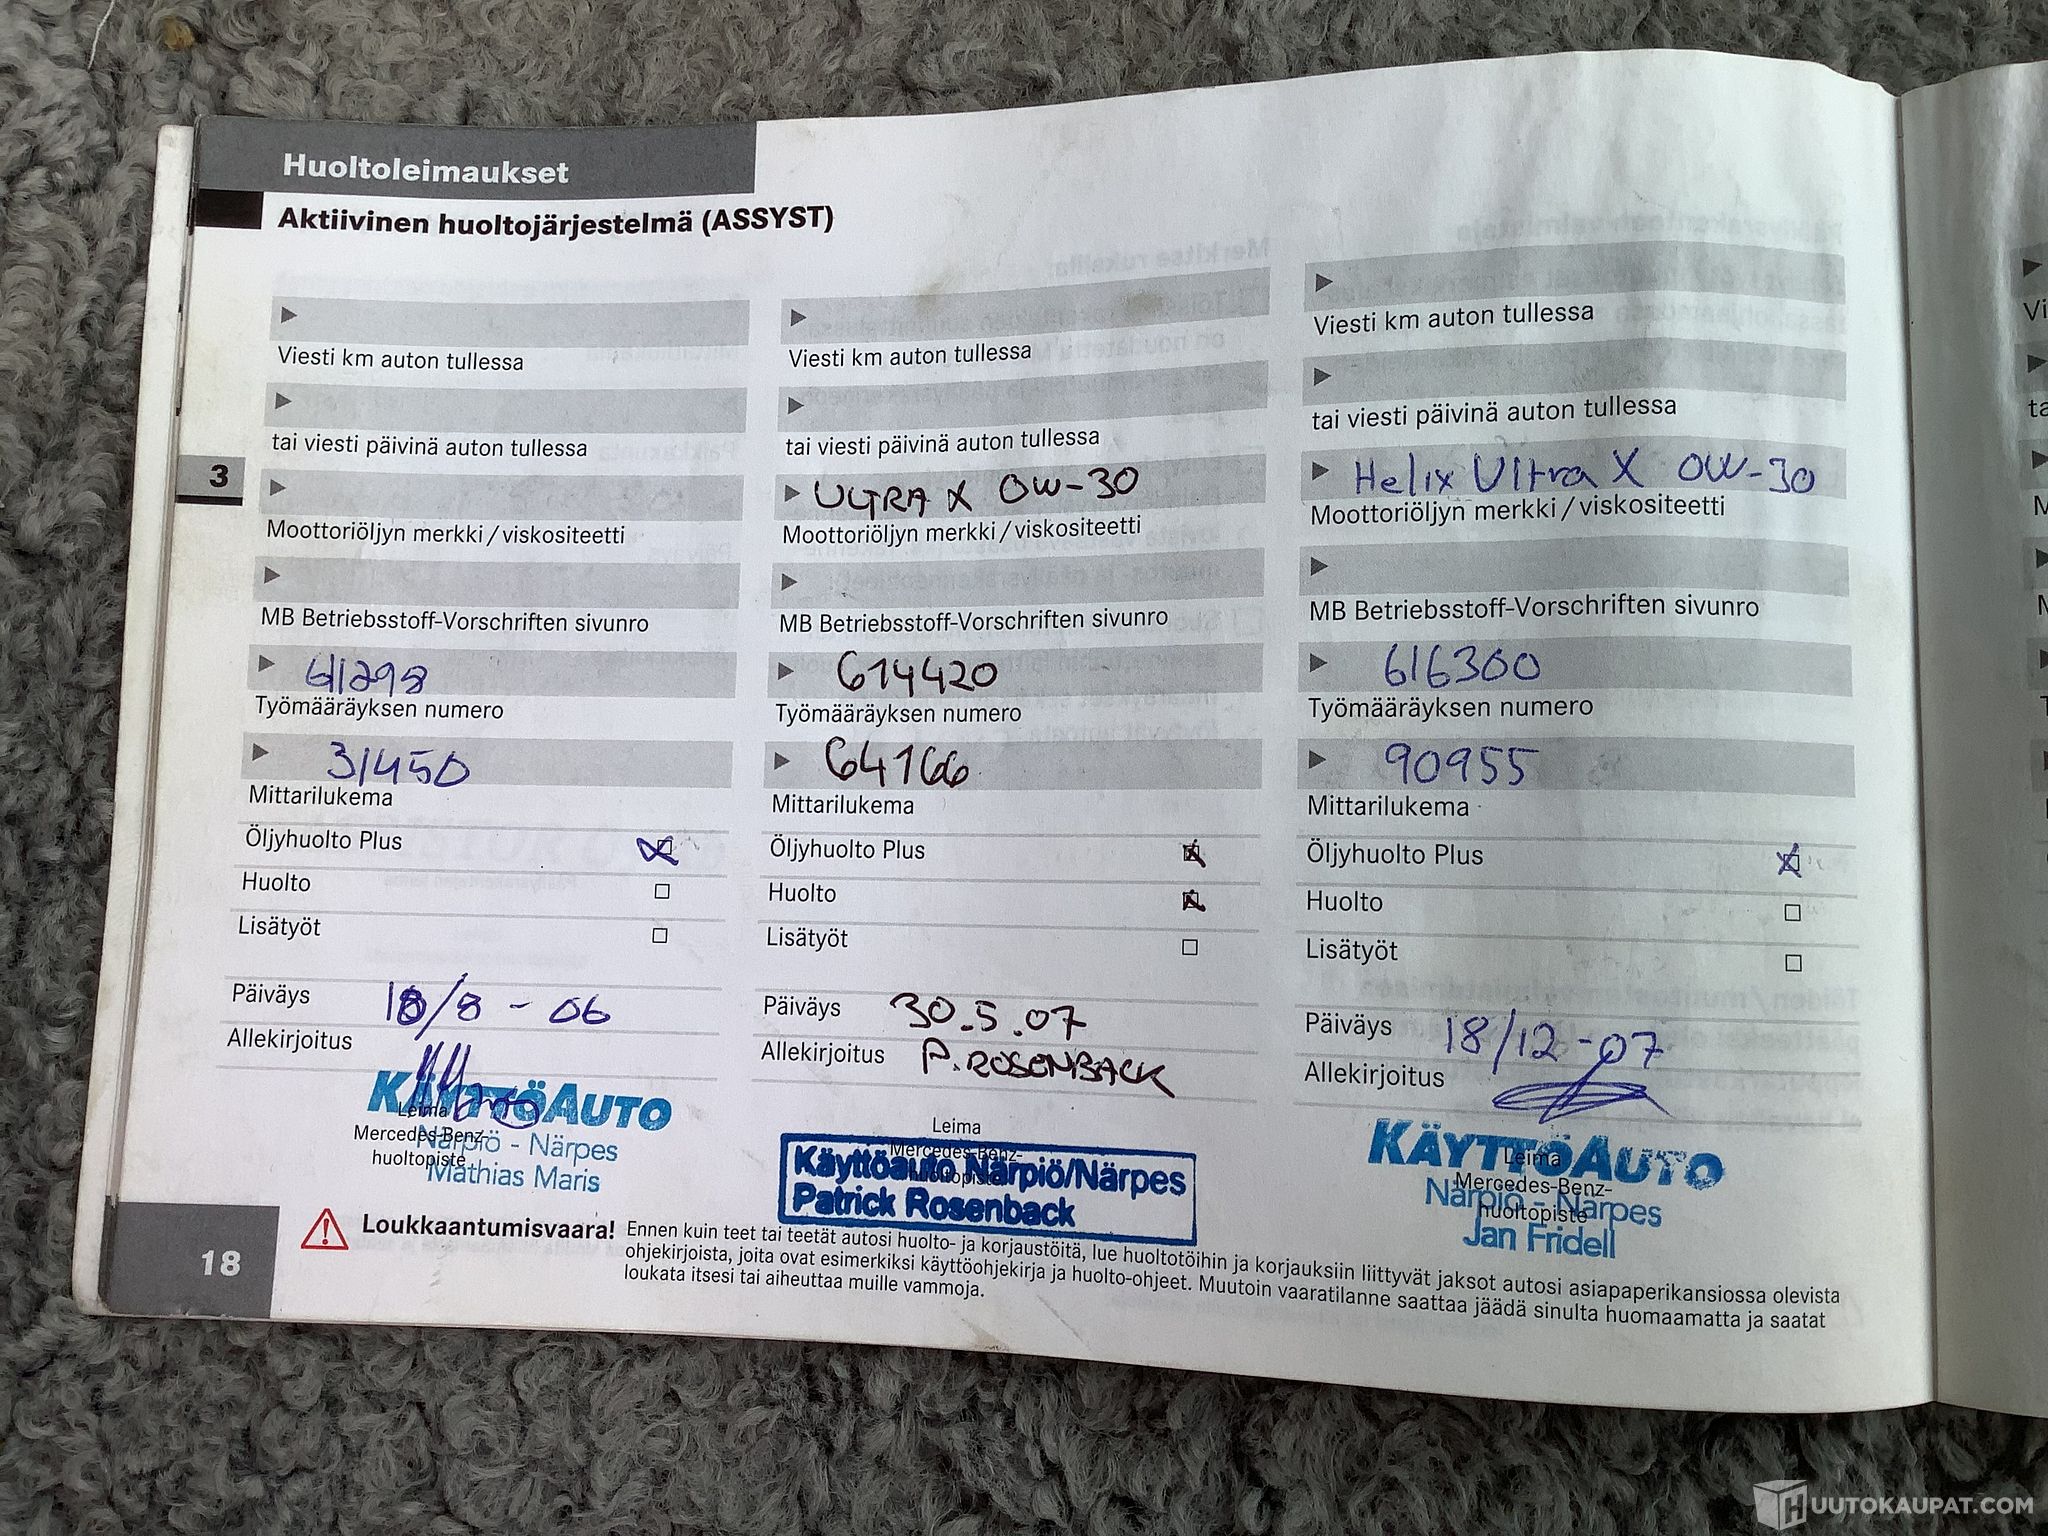 Huoltoleimaukset
Aktiivinen huoltojärjestelmä (ASSYST)
3
Viesti km auton tullessa
tai viesti päivinä auton tullessa
Moottoriöljyn merkki / viskositeetti
MB Betriebsstoff-Vorschriften sivunro
611298
Työmääräyksen numero
31450
Mittarilukema
Öljyhuolto Plus
Huolto
Lisätyöt
Päiväys 18/8 - 06
Allekirjoitus
KÄYTTÖAUTO
Leima
Mercedes-Benz-
Närpiö - Närpes
huoltopiste
Mathias Maris
Viesti km auton tullessa
tai viesti päivinä auton tullessa
ULTRA X 0W-30
Moottoriöljyn merkki / viskositeetti
MB Betriebsstoff-Vorschriften sivunro
614420
Työmääräyksen numero
64166
Mittarilukema
Öljyhuolto Plus
Huolto
Lisätyöt
Päiväys 30.5.07
Allekirjoitus P. ROSENBACK
Leima
Mercedes-Benz-
huoltopiste
Käyttöauto Närpiö/Närpes
Patrick Rosenback
Viesti km auton tullessa
tai viesti päivinä auton tullessa
Helix Ultra X 0W-30
Moottoriöljyn merkki / viskositeetti
MB Betriebsstoff-Vorschriften sivunro
616300
Työmääräyksen numero
90955
Mittarilukema
Öljyhuolto Plus
Huolto
Lisätyöt
Päiväys 18/12-07
Allekirjoitus
KÄYTTÖAUTO
Leima
Mercedes-Benz-
Närpiö - Närpes
huoltopiste
Jan Fridell
18
Loukkaantumisvaara! Ennen kuin teet tai teetät autosi huolto- ja korjaustöitä, lue huoltotöihin ja korjauksiin liittyvät jaksot autosi asiapaperikansiossa olevista
ohjekirjoista, joita ovat esimerkiksi käyttöohjekirja ja huolto-ohjeet. Muutoin vaaratilanne saattaa jäädä sinulta huomaamatta ja saatat
loukata itsesi tai aiheuttaa muille vammoja.
HUUTOKAUPAT.COM